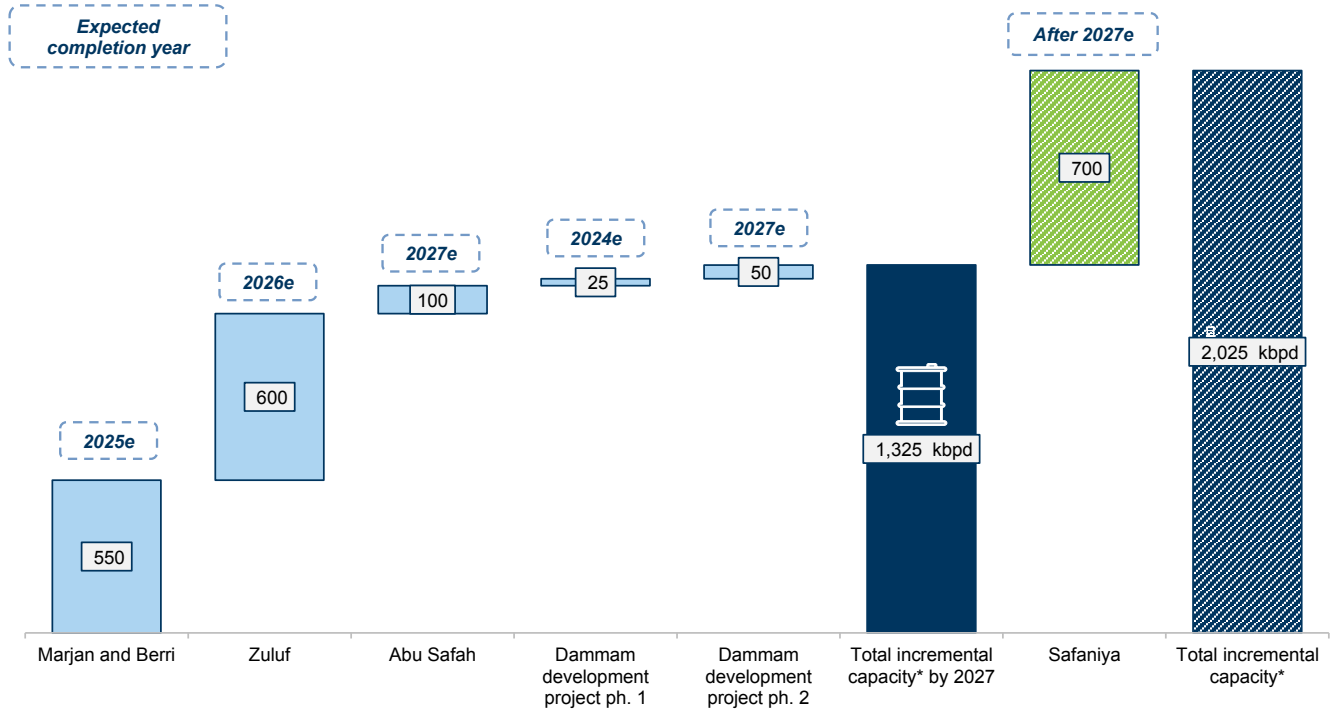 Expected
completion year
After 2027e
700
2027e
2024e
2027e
2026e
100
25
50
2025e
600
550
1,325 kbpd
2,025 kbpd
Marjan and Berri
Zuluf
Abu Safah
Dammam
development
project ph. 1
Dammam
development
project ph. 2
Total incremental
capacity* by 2027
Safaniya
Total incremental
capacity*